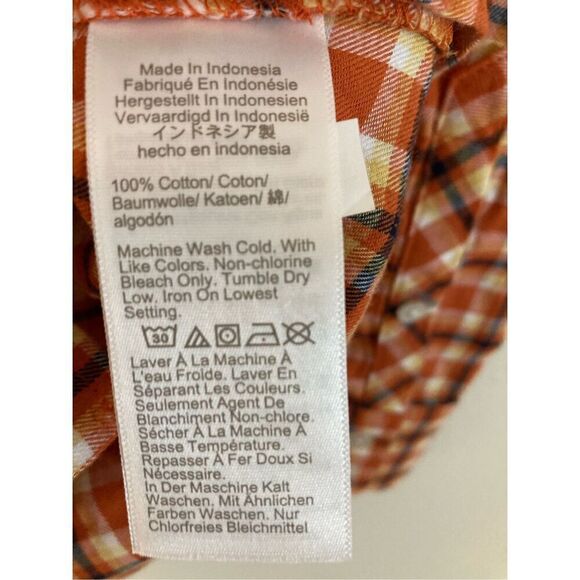 Made In Indonesia
Fabriqué En Indonésie
Hergestellt In Indonesien
Vervaardigd In Indonesië
インドネシア製
hecho en indonesia
100% Cotton/ Coton/
Baumwolle/ Katoen/ 綿/
algodón
Machine Wash Cold. With
Like Colors. Non-chlorine
Bleach Only. Tumble Dry
Low. Iron On Lowest
Setting.
30
Laver À La Machine À
L'eau Froide. Laver En
Séparant Les Couleurs.
Seulement Agent De
Blanchiment Non-chlore.
Sécher À La Machine À
Basse Température.
Repasser À Fer Doux Si
Nécessaire.
In Der Maschine Kalt
Waschen. Mit Ähnlichen
Farben Waschen. Nur
Chlorfreies Bleichmittel